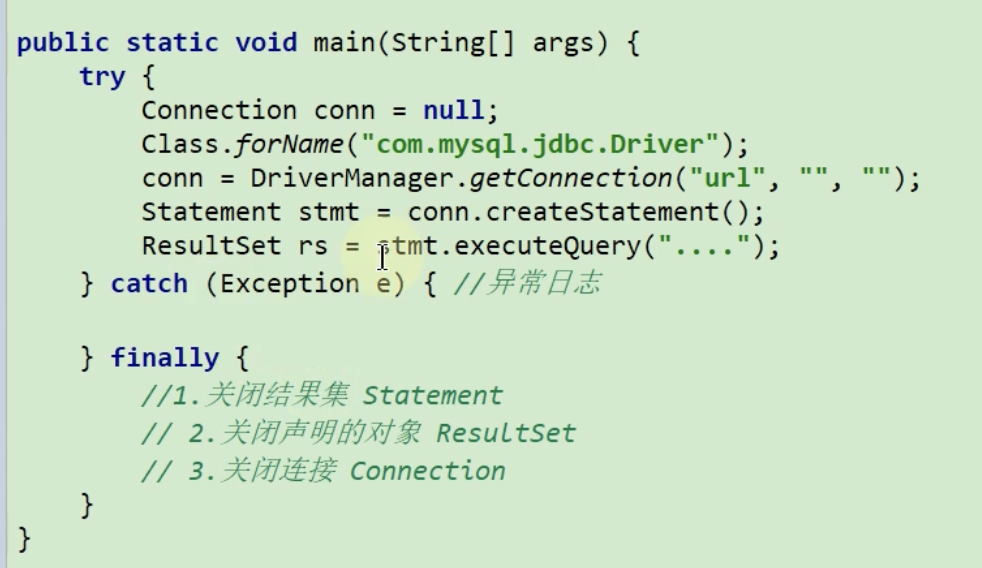 public static void main(String[] args) {
    try {
        Connection conn = null;
        Class.forName("com.mysql.jdbc.Driver");
        conn = DriverManager.getConnection("url", "", "");
        Statement stmt = conn.createStatement();
        ResultSet rs = stmt.executeQuery("....");
    } catch (Exception e) { //异常日志
    } finally {
        //1.关闭结果集 Statement
        // 2.关闭声明的对象 ResultSet
        // 3.关闭连接 Connection
    }
}